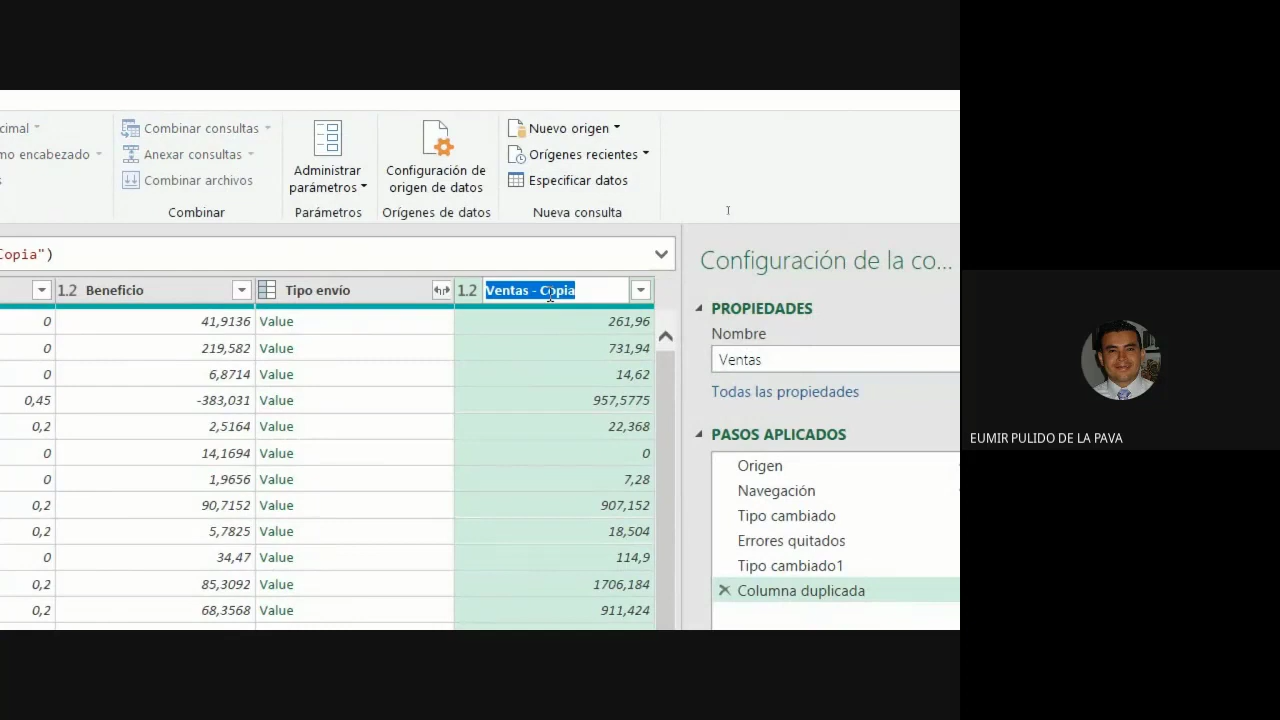 cimal
Combinar consultas
Nuevo origen
mo encabezado
Anexar consultas
Administrar parámetros
Configuración de origen de datos
Orígenes recientes
s
Combinar archivos
Especificar datos
Combinar
Parámetros
Orígenes de datos
Nueva consulta
Copia")
Configuración de la co...
1.2 Beneficio Tipo envío 1.2 Ventas - Copia
0 41,9136 Value 261,96
0 219,582 Value 731,94
0 6,8714 Value 14,62
0,45 -383,031 Value 957,5775
0,2 2,5164 Value 22,368
0 14,1694 Value 0
0 1,9656 Value 7,28
0,2 90,7152 Value 907,152
0,2 5,7825 Value 18,504
0 34,47 Value 114,9
0,2 85,3092 Value 1706,184
0,2 68,3568 Value 911,424
PROPIEDADES
Nombre
Ventas
Todas las propiedades
PASOS APLICADOS
Origen
Navegación
Tipo cambiado
Errores quitados
Tipo cambiado1
Columna duplicada
EUMIR PULIDO DE LA PAVA